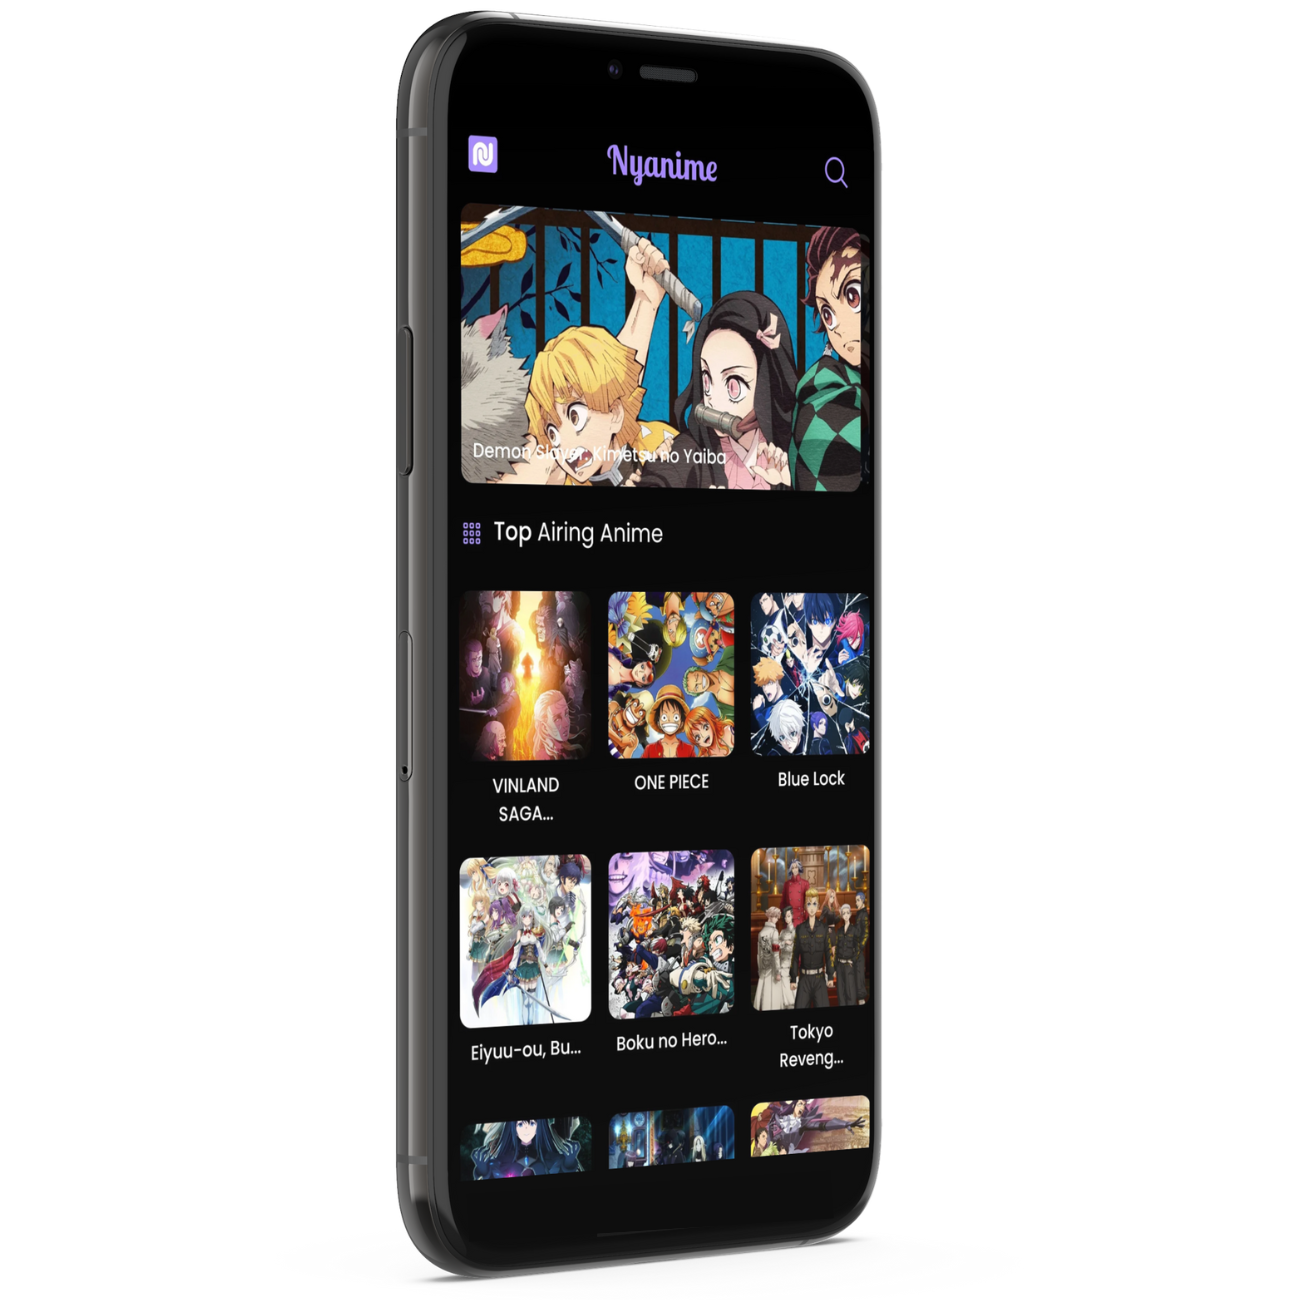 Nyanime
Demon Slayer: Kimetsu no Yaiba
Top Airing Anime
VINLAND
SAGA...
ONE PIECE
Blue Lock
Eiyuu-ou, Bu...
Boku no Hero...
Tokyo
Reveng...